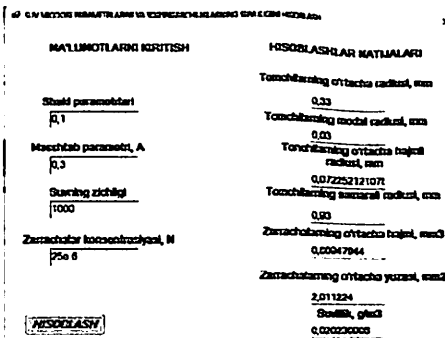 MA'LUMOTLARNI KIRITISH
Shakl parametrlari
0,1
Masshtab parametri, A
0,3
Suvning zichligi
1000
Zarrachalar konsentratsiyasi, N
25e 6
HISOBLASH
HISOBLASHLAR NATIJALARI
Tomchilarning o'rtacha radiusi, mm
0,33
Tomchilarning modal radiusi, mm
0,03
Tomchilarning o'rtacha hajmli
radiusi, mm
0,0722521207
Tomchilarning samarali radiusi, mm
0,93
Zarrachalarning o'rtacha hajmi, mm3
0,00047944
Zarrachalarning o'rtacha yuzasi, mm2
2,011224
Suvlilik, g/m3